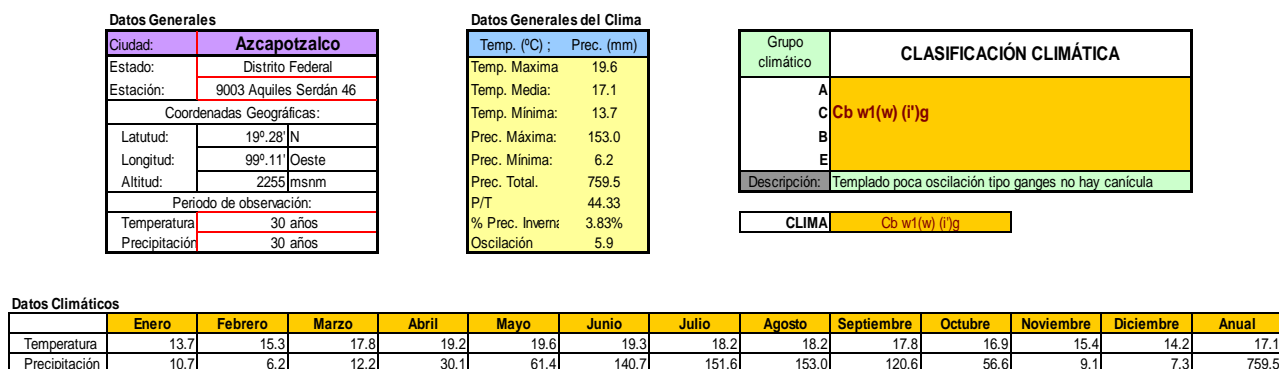 Datos Generales
Ciudad: Azcapotzalco
Estado: Distrito Federal
Estación: 9003 Aquiles Serdán 46
Coordenadas Geográficas:
Latutud: 19º.28' N
Longitud: 99º.11' Oeste
Altitud: 2255 msnm
Periodo de observación:
Temperatura 30 años
Precipitación 30 años
Datos Generales del Clima
Temp. (ºC) ; Prec. (mm)
Temp. Maxima 19.6
Temp. Media: 17.1
Temp. Mínima: 13.7
Prec. Máxima: 153.0
Prec. Mínima: 6.2
Prec. Total. 759.5
P/T 44.33
% Prec. Inverna 3.83%
Oscilación 5.9
Grupo climático CLASIFICACIÓN CLIMÁTICA
A
C Cb w1(w) (i')g
B
E
Descripción: Templado poca oscilación tipo ganges no hay canícula
CLIMA Cb w1(w) (i')g
Datos Climáticos
Enero Febrero Marzo Abril Mayo Junio Julio Agosto Septiembre Octubre Noviembre Diciembre Anual
Temperatura 13.7 15.3 17.8 19.2 19.6 19.3 18.2 18.2 17.8 16.9 15.4 14.2 17.1
Precipitación 10.7 6.2 12.2 30.1 61.4 140.7 151.6 153.0 120.6 56.6 9.1 7.3 759.5